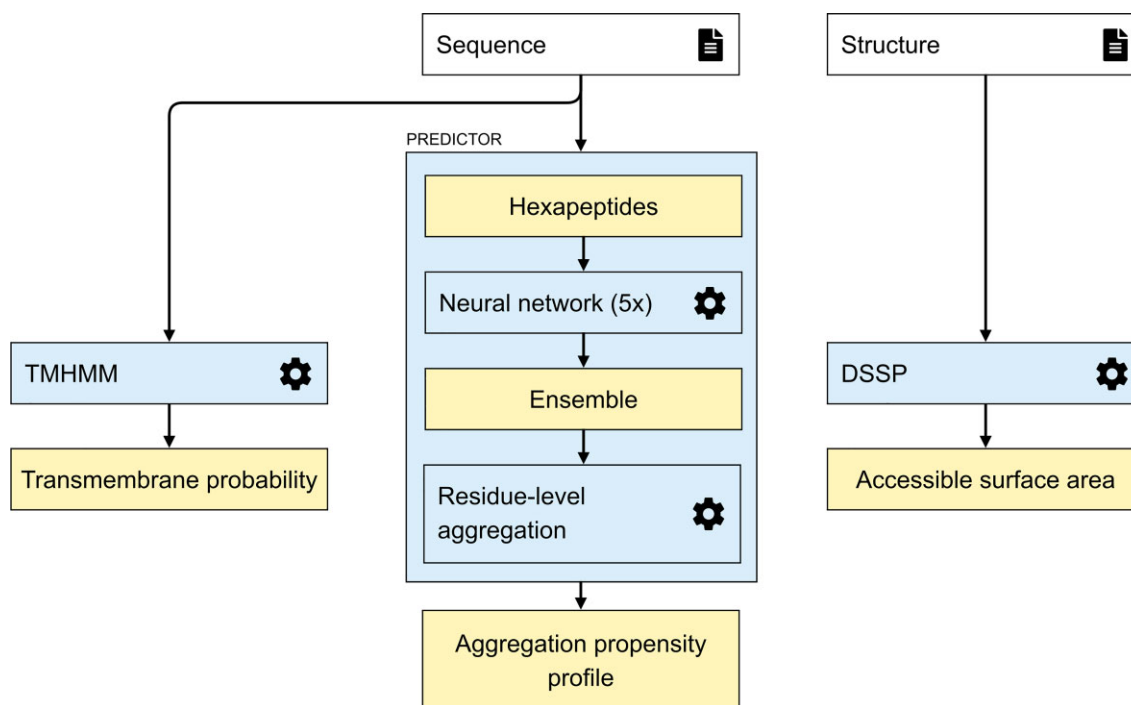 Sequence
Structure
PREDICTOR
Hexapeptides
Neural network (5x)
TMHMM
DSSP
Ensemble
Transmembrane probability
Accessible surface area
Residue-level
aggregation
Aggregation propensity
profile